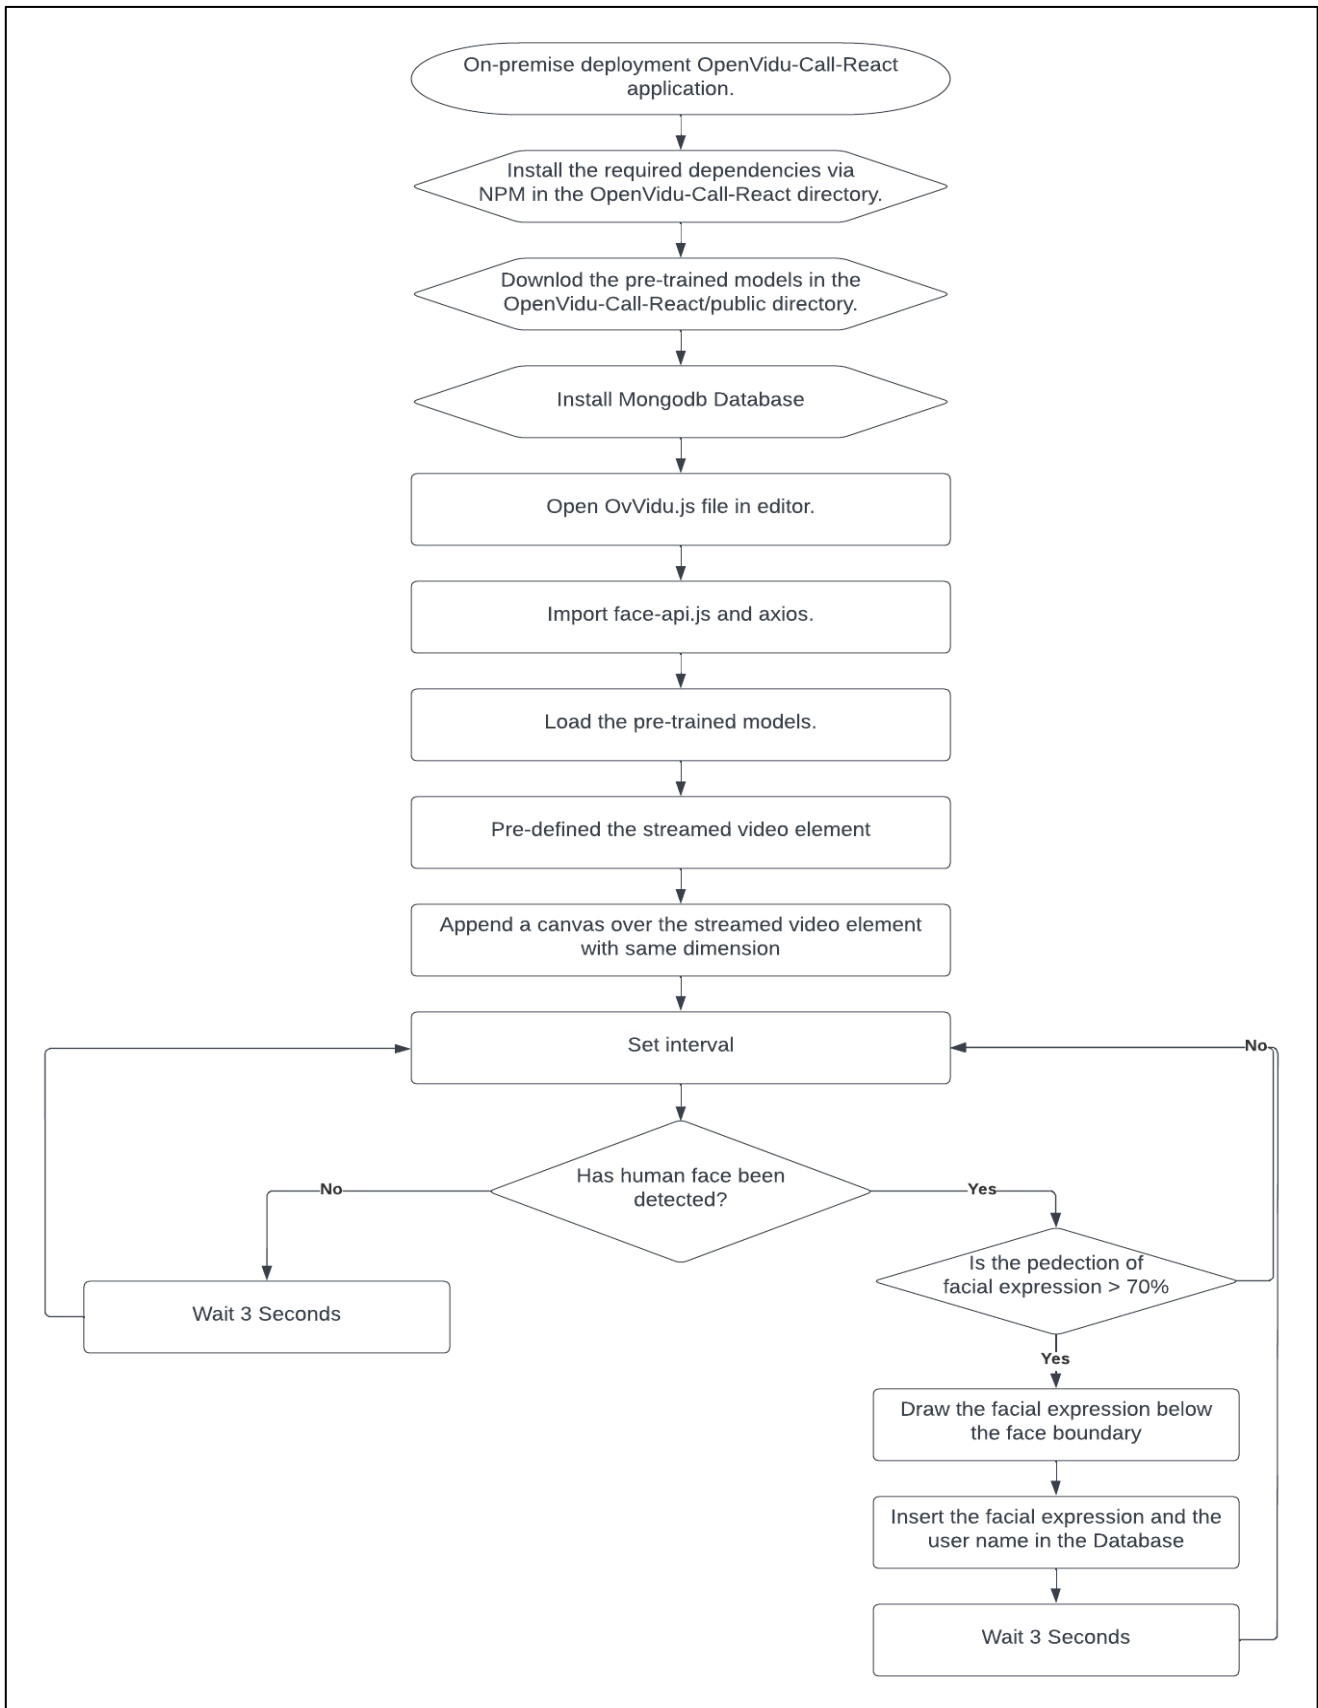 On-premise deployment OpenVidu-Call-React
application.
Install the required dependencies via
NPM in the OpenVidu-Call-React directory.
Downlod the pre-trained models in the
OpenVidu-Call-React/public directory.
Install Mongodb Database
Open OvVidu.js file in editor.
Import face-api.js and axios.
Load the pre-trained models.
Pre-defined the streamed video element
Append a canvas over the streamed video element
with same dimension
Set interval
No
Has human face been
detected?
No
Yes
Is the pedection of
facial expression > 70%
Wait 3 Seconds
Yes
Draw the facial expression below
the face boundary
Insert the facial expression and the
user name in the Database
Wait 3 Seconds